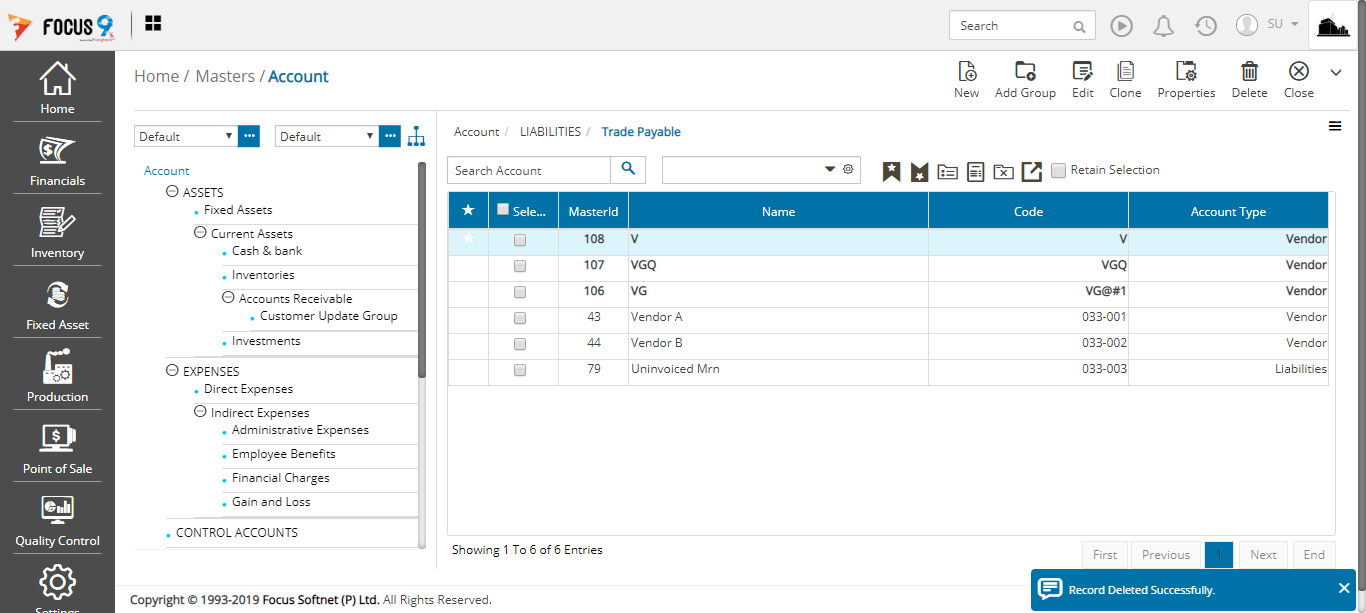 FOCUS 9
Search
SU
Home
Financials
Inventory
Fixed Asset
Production
Point of Sale
Quality Control
Settings
Home / Masters / Account
New
Add Group
Edit
Clone
Properties
Delete
Close
Default
Default
Account
ASSETS
Fixed Assets
Current Assets
Cash & bank
Inventories
Accounts Receivable
Customer Update Group
Investments
EXPENSES
Direct Expenses
Indirect Expenses
Administrative Expenses
Employee Benefits
Financial Charges
Gain and Loss
CONTROL ACCOUNTS
Account / LIABILITIES / Trade Payable
Search Account
Retain Selection
Sele... MasterId Name Code Account Type
108 V V Vendor
107 VGQ VGQ Vendor
106 VG VG@#1 Vendor
43 Vendor A 033-001 Vendor
44 Vendor B 033-002 Vendor
79 Uninvoiced Mrn 033-003 Liabilities
Showing 1 To 6 of 6 Entries
First Previous 1 Next End
Record Deleted Successfully.
Copyright © 1993-2019 Focus Softnet (P) Ltd. All Rights Reserved.